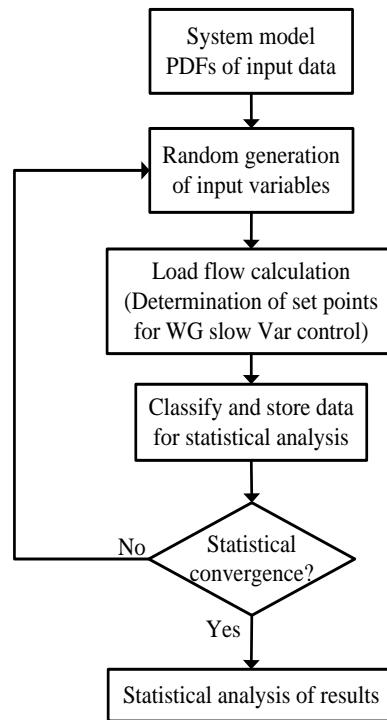 System model
PDFs of input data
Random generation
of input variables
Load flow calculation
(Determination of set points
for WG slow Var control)
Classify and store data
for statistical analysis
Statistical
convergence?
No
Yes
Statistical analysis of results